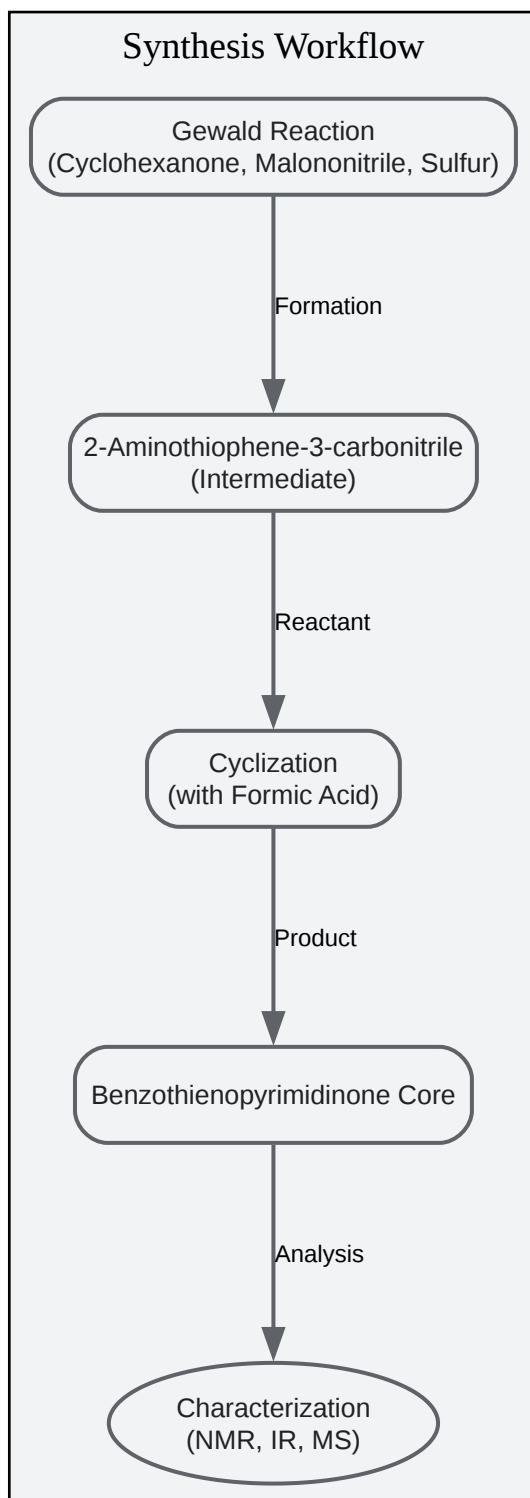 Synthesis Workflow
Gewald Reaction
(Cyclohexanone, Malononitrile, Sulfur)
Formation
2-Aminothiophene-3-carbonitrile
(Intermediate)
Reactant
Cyclization
(with Formic Acid)
Product
Benzothienopyrimidinone Core
Analysis
Characterization
(NMR, IR, MS)